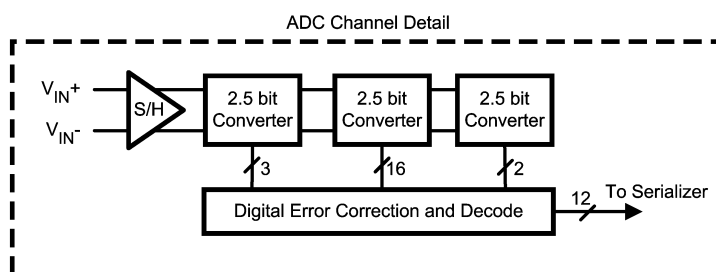 ADC Channel Detail
VIN+
VIN-
S/H
2.5 bit
Converter
2.5 bit
Converter
2.5 bit
Converter
3
16
2
Digital Error Correction and Decode
12
To Serializer